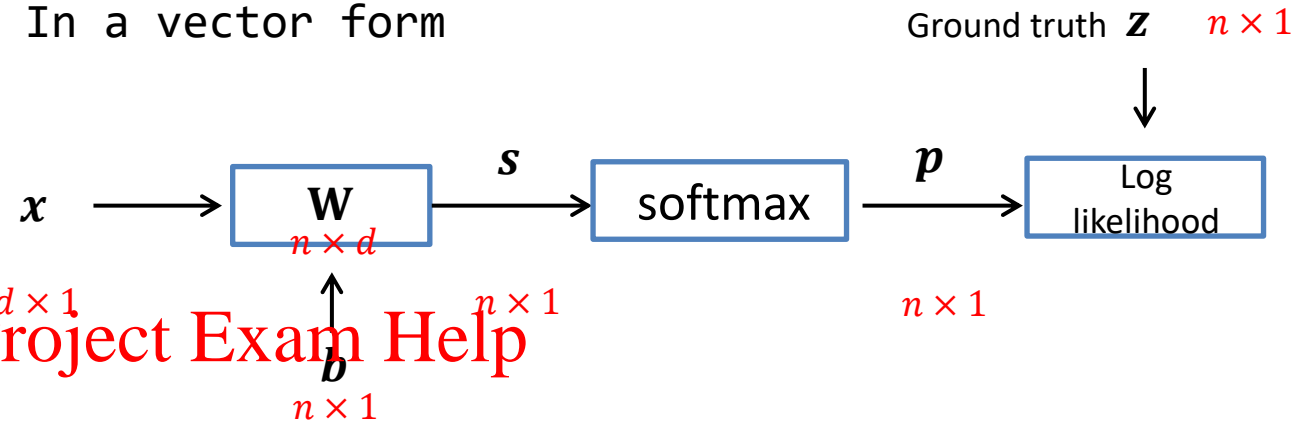 In a vector form
Ground truth z n × 1
x
W
n × d
s
softmax
p
Log
likelihood
d × 1
n × 1
n × 1
roject Exam Help
b
n × 1